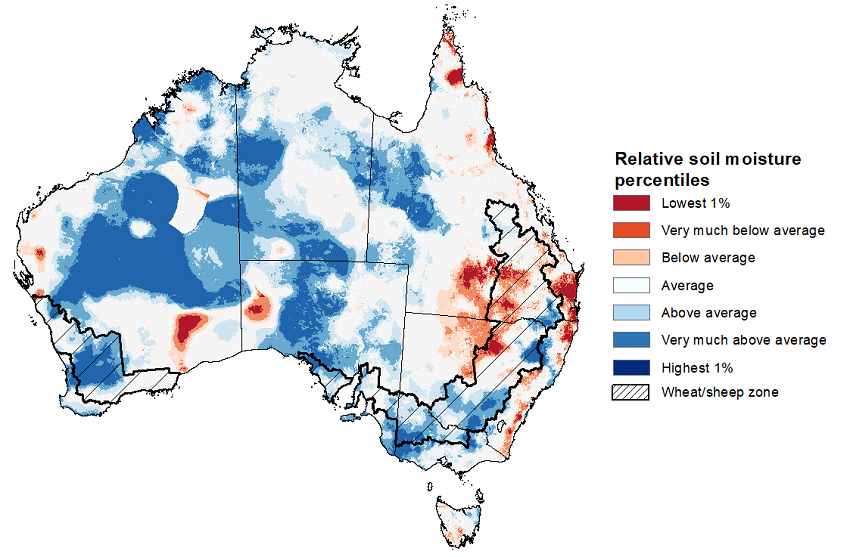 Relative soil moisture
percentiles
Lowest 1%
Very much below average
Below average
Average
Above average
Very much above average
Highest 1%
Wheat/sheep zone